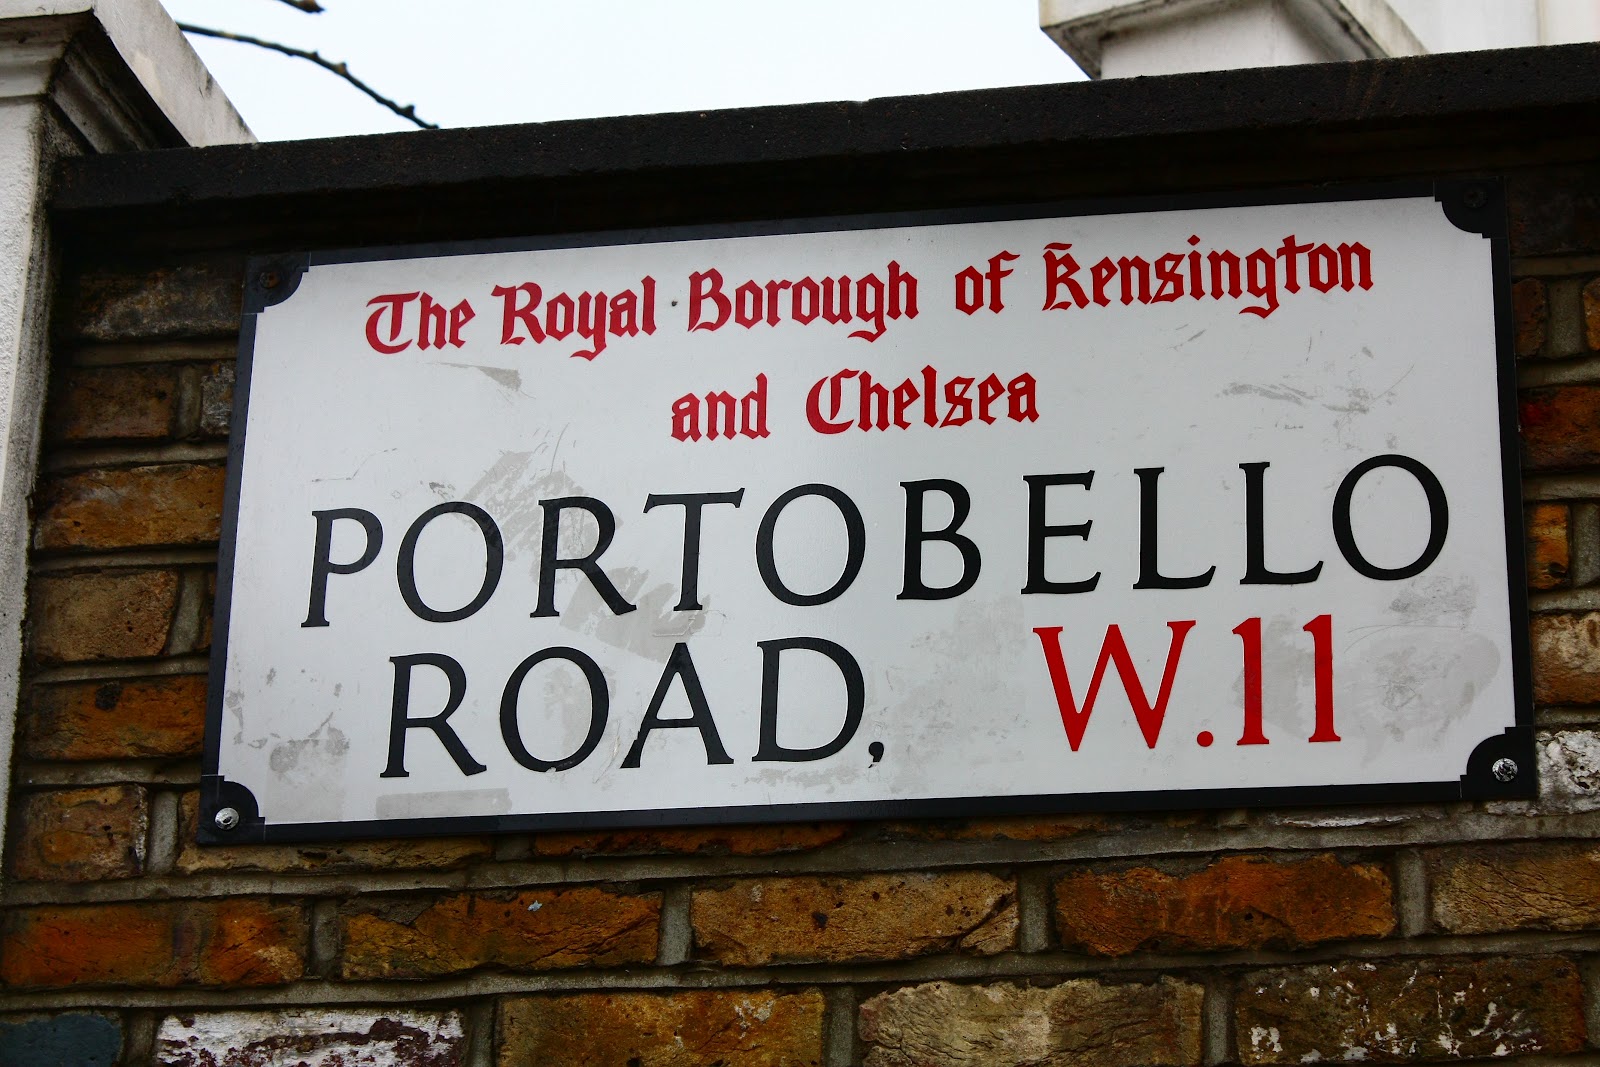 The Royal Borough of Kensington
and Chelsea
PORTOBELLO
ROAD, W.11